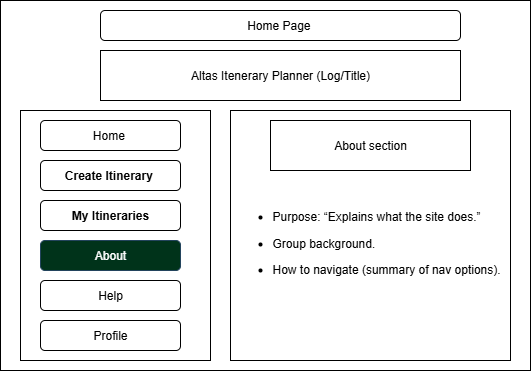 Home Page
Altas Itenerary Planner (Log/Title)
Home
Create Itinerary
My Itineraries
About
Help
Profile
About section
• Purpose: “Explains what the site does.”
• Group background.
• How to navigate (summary of nav options).